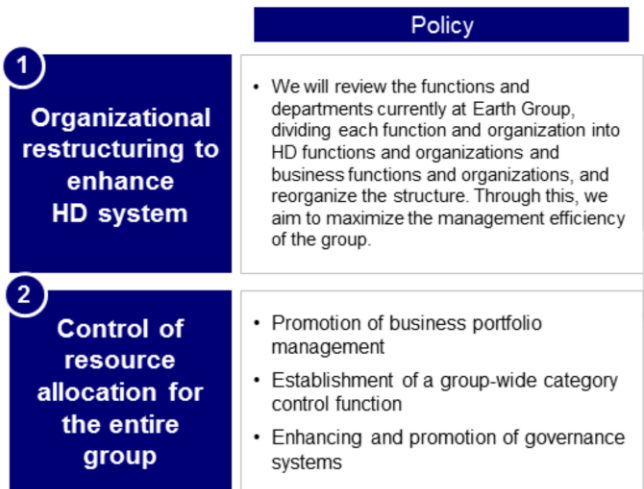 Policy
1
Organizational
restructuring to
enhance
HD system
• We will review the functions and
departments currently at Earth Group,
dividing each function and organization into
HD functions and organizations and
business functions and organizations, and
reorganize the structure. Through this, we
aim to maximize the management efficiency
of the group.
2
Control of
resource
allocation for
the entire
group
• Promotion of business portfolio
management
• Establishment of a group-wide category
control function
• Enhancing and promotion of governance
systems